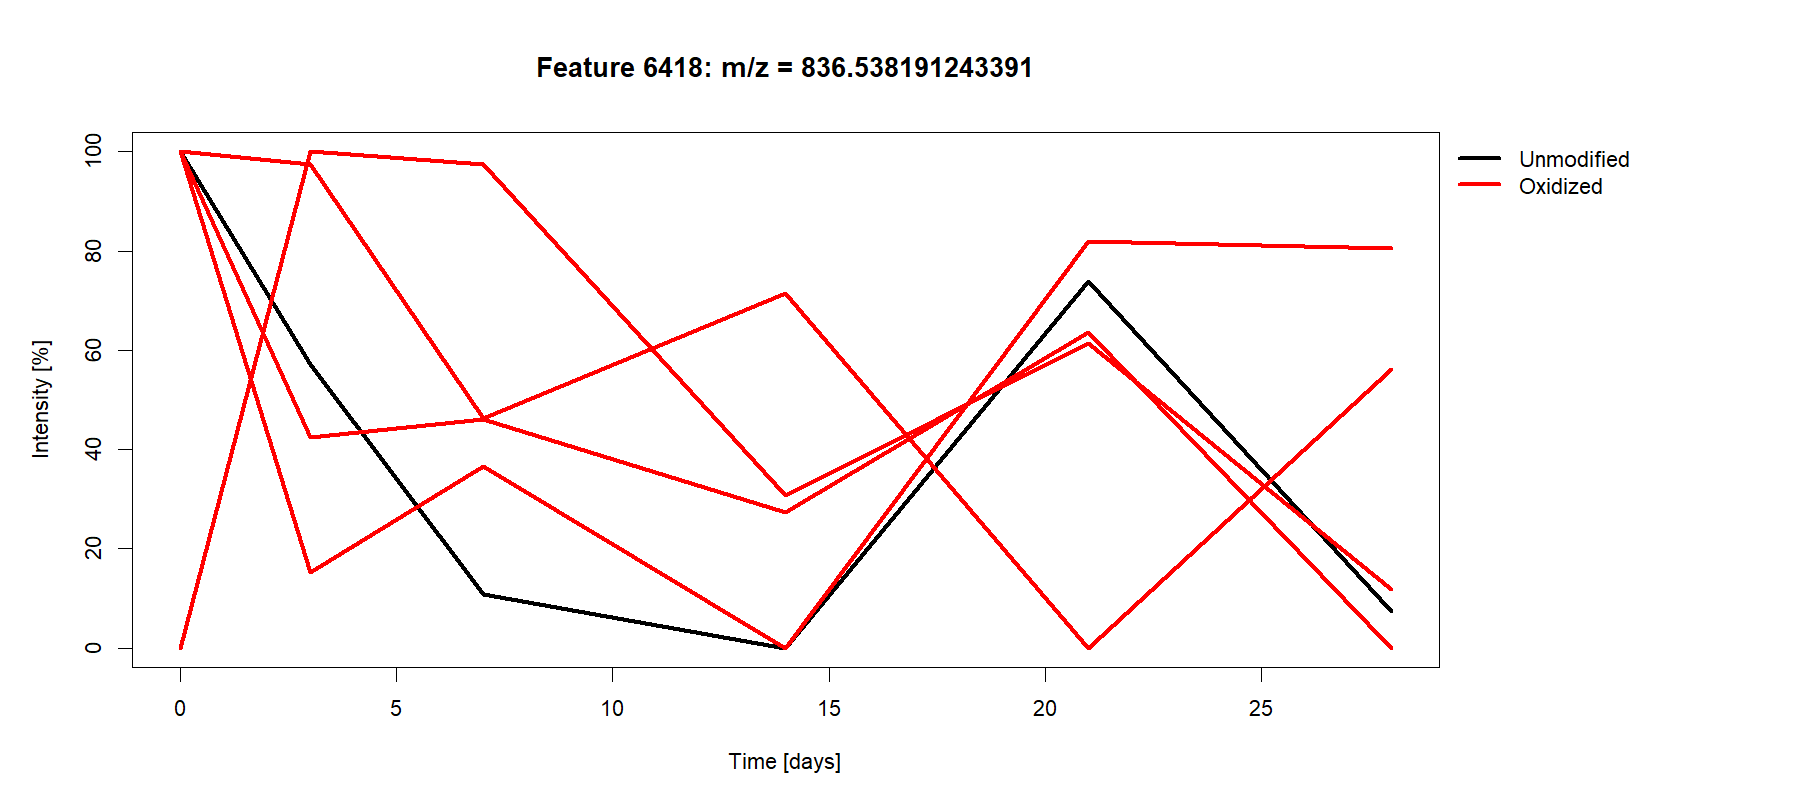 Feature 6418: m/z = 836.538191243391
Unmodified
Oxidized
Intensity [%]
100
80
60
40
20
0
0 5 10 15 20 25
Time [days]